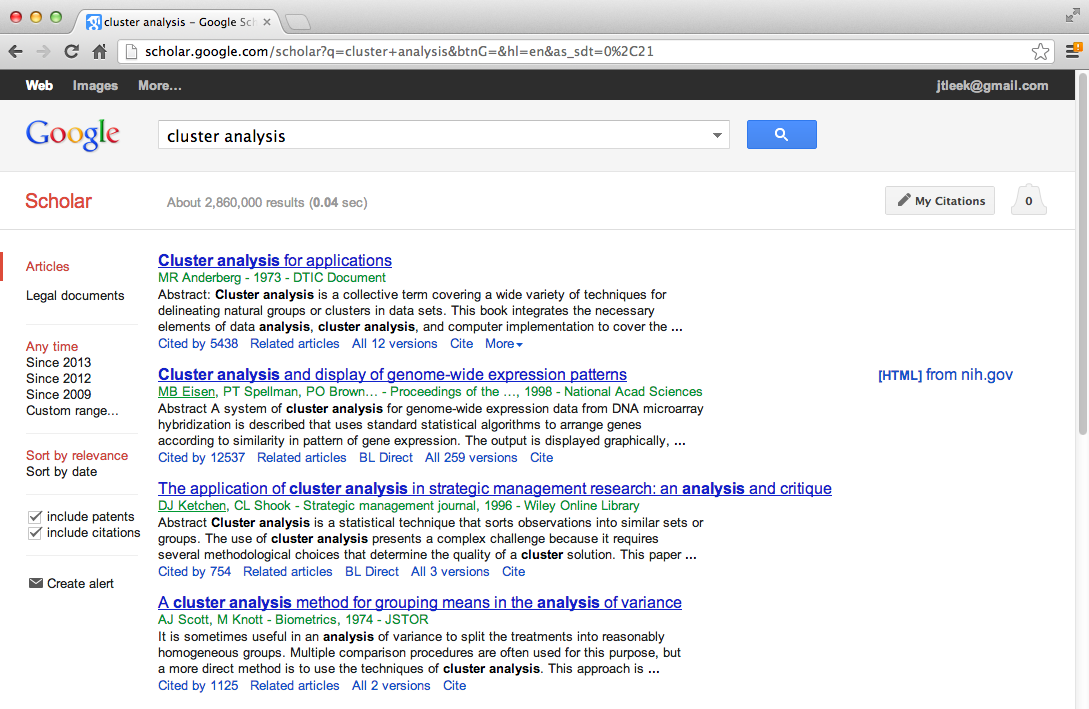 cluster analysis – Google Sch
scholar.google.com/scholar?q=cluster+analysis&btnG=&hl=en&as_sdt=0%2C21
Web Images More... jtleek@gmail.com
Google
cluster analysis
Scholar
About 2,860,000 results (0.04 sec)
My Citations
0
Articles
Legal documents
Any time
Since 2013
Since 2012
Since 2009
Custom range...
Sort by relevance
Sort by date
include patents
include citations
Create alert
Cluster analysis for applications
MR Anderberg - 1973 - DTIC Document
Abstract: Cluster analysis is a collective term covering a wide variety of techniques for
delineating natural groups or clusters in data sets. This book integrates the necessary
elements of data analysis, cluster analysis, and computer implementation to cover the ...
Cited by 5438 Related articles All 12 versions Cite More
Cluster analysis and display of genome-wide expression patterns
[HTML] from nih.gov
MB Eisen, PT Spellman, PO Brown… - Proceedings of the …, 1998 - National Acad Sciences
Abstract A system of cluster analysis for genome-wide expression data from DNA microarray
hybridization is described that uses standard statistical algorithms to arrange genes
according to similarity in pattern of gene expression. The output is displayed graphically, ...
Cited by 12537 Related articles BL Direct All 259 versions Cite
The application of cluster analysis in strategic management research: an analysis and critique
DJ Ketchen, CL Shook - Strategic management journal, 1996 - Wiley Online Library
Abstract Cluster analysis is a statistical technique that sorts observations into similar sets or
groups. The use of cluster analysis presents a complex challenge because it requires
several methodological choices that determine the quality of a cluster solution. This paper ...
Cited by 754 Related articles BL Direct All 3 versions Cite
A cluster analysis method for grouping means in the analysis of variance
AJ Scott, M Knott - Biometrics, 1974 - JSTOR
It is sometimes useful in an analysis of variance to split the treatments into reasonably
homogeneous groups. Multiple comparison procedures are often used for this purpose, but
a more direct method is to use the techniques of cluster analysis. This approach is ...
Cited by 1125 Related articles All 2 versions Cite